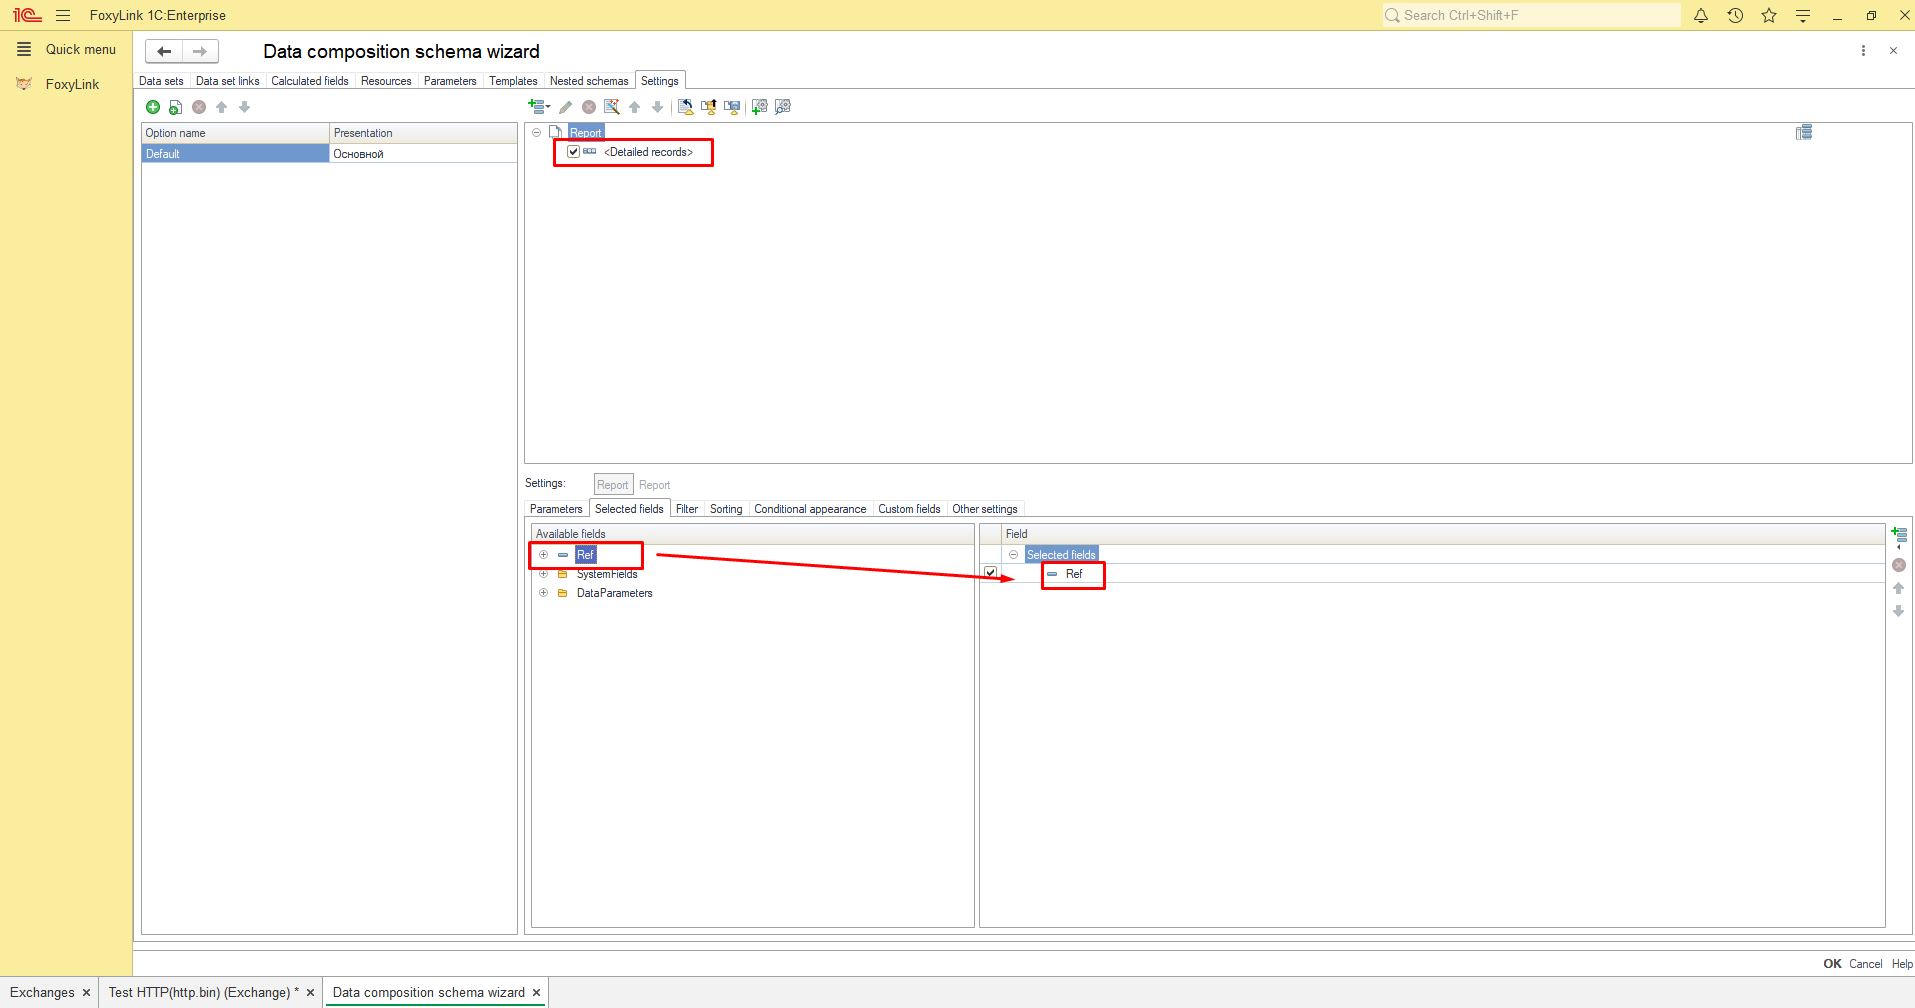 FoxyLink 1C:Enterprise
Search Ctrl+Shift+F
Quick menu
FoxyLink
Data composition schema wizard
Data sets Data set links Calculated fields Resources Parameters Templates Nested schemas Settings
Option name Presentation
Default Основной
Report
<Detailed records>
Settings: Report Report
Parameters Selected fields Filter Sorting Conditional appearance Custom fields Other settings
Available fields
Ref
SystemFields
DataParameters
Field
Selected fields
Ref
OK Cancel Help
Exchanges Test HTTP(http.bin) (Exchange) * Data composition schema wizard